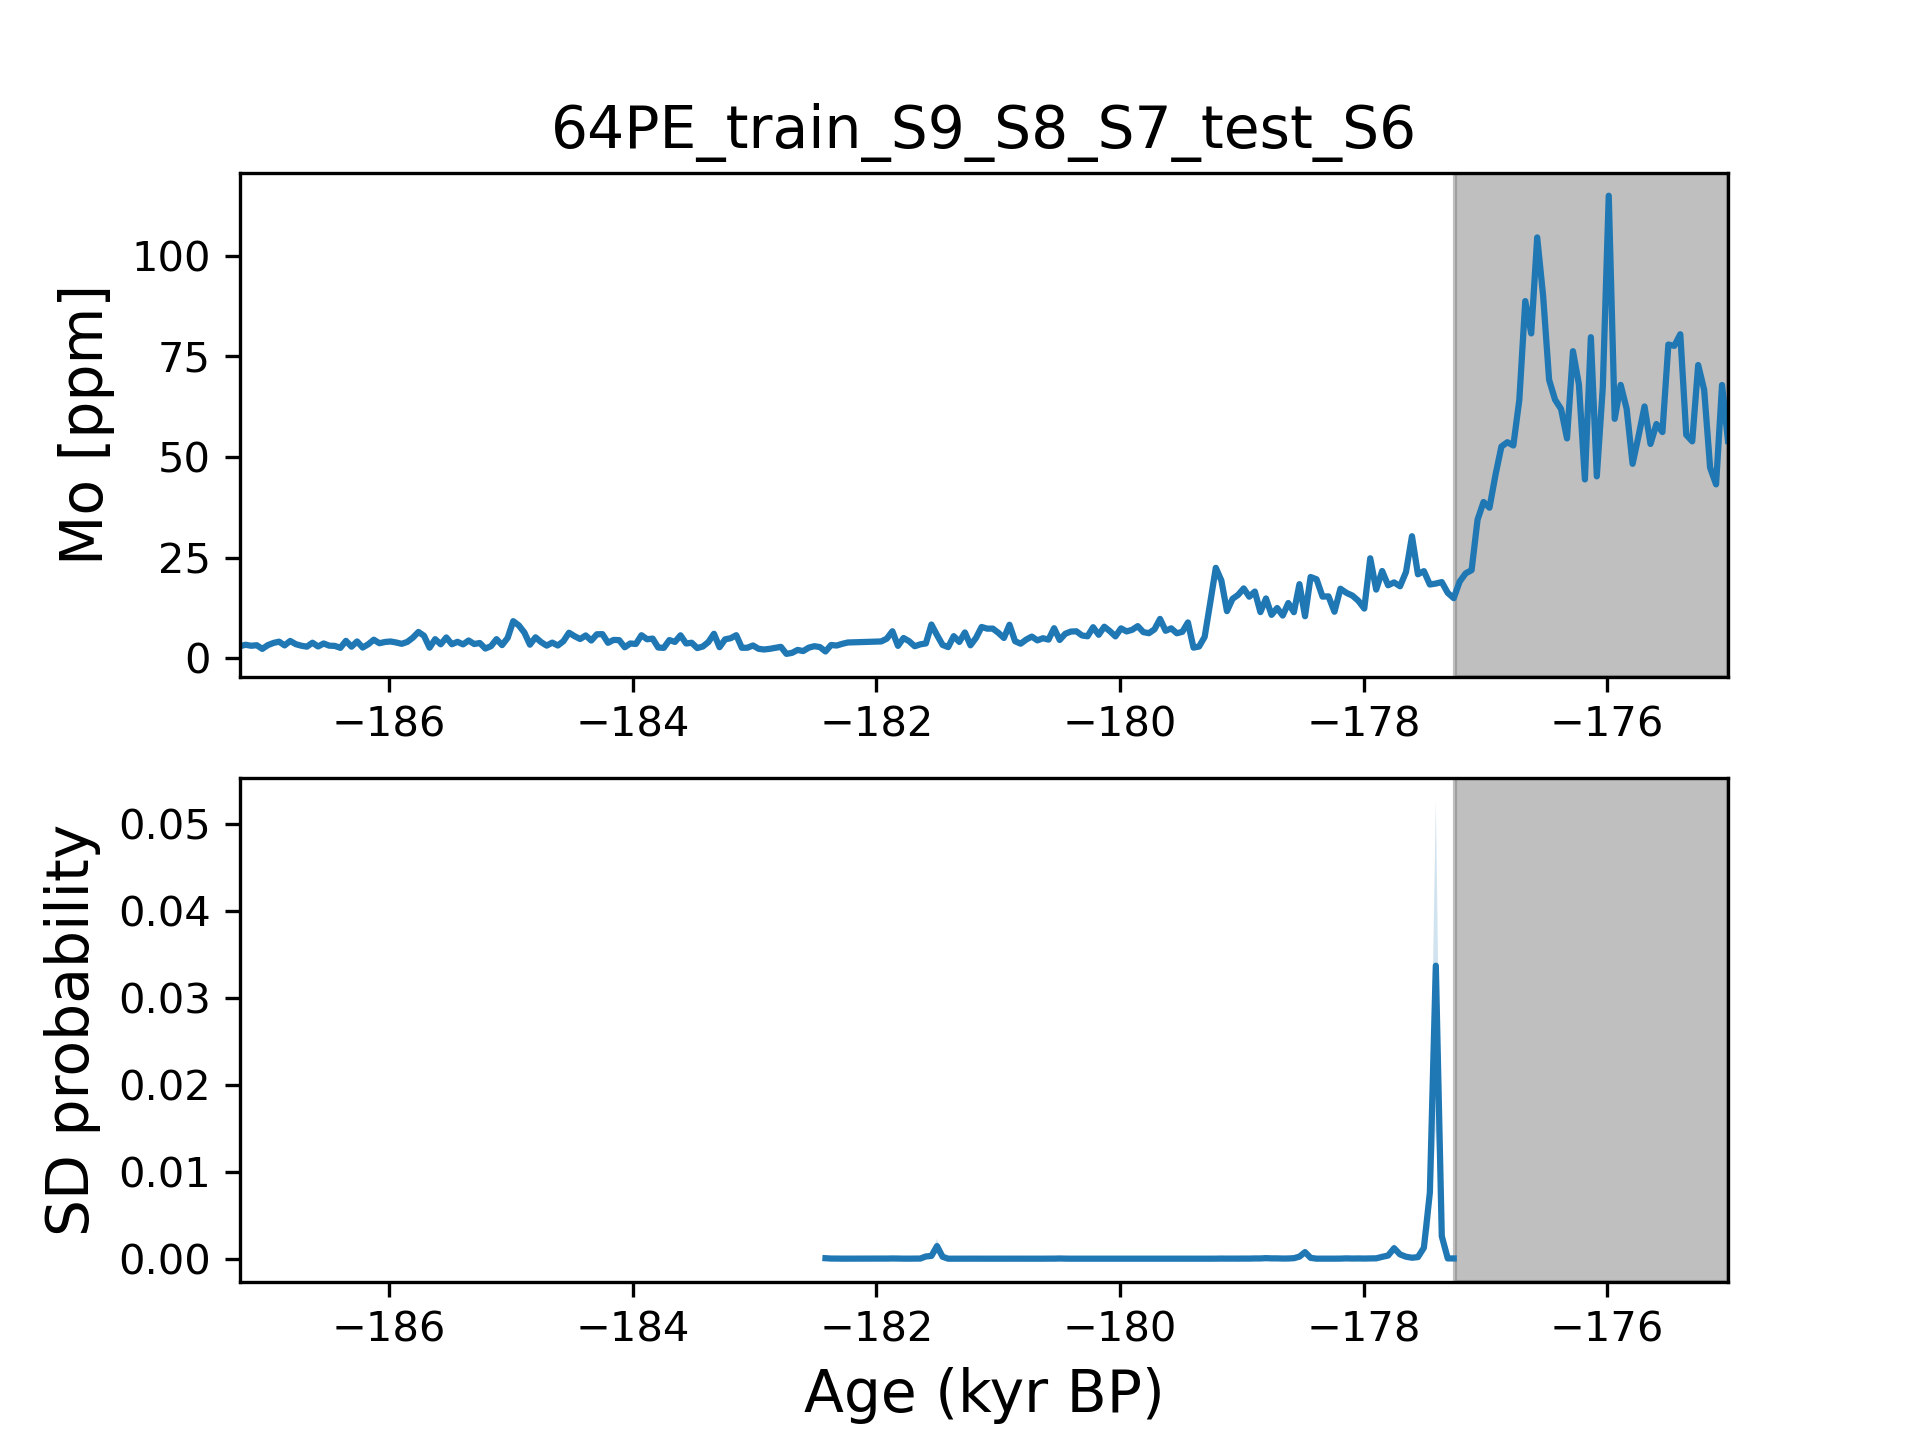 64PE_train_S9_S8_S7_test_S6
Mo [ppm]
100
75
50
25
0
−186 −184 −182 −180 −178 −176
SD probability
0.05
0.04
0.03
0.02
0.01
0.00
−186 −184 −182 −180 −178 −176
Age (kyr BP)